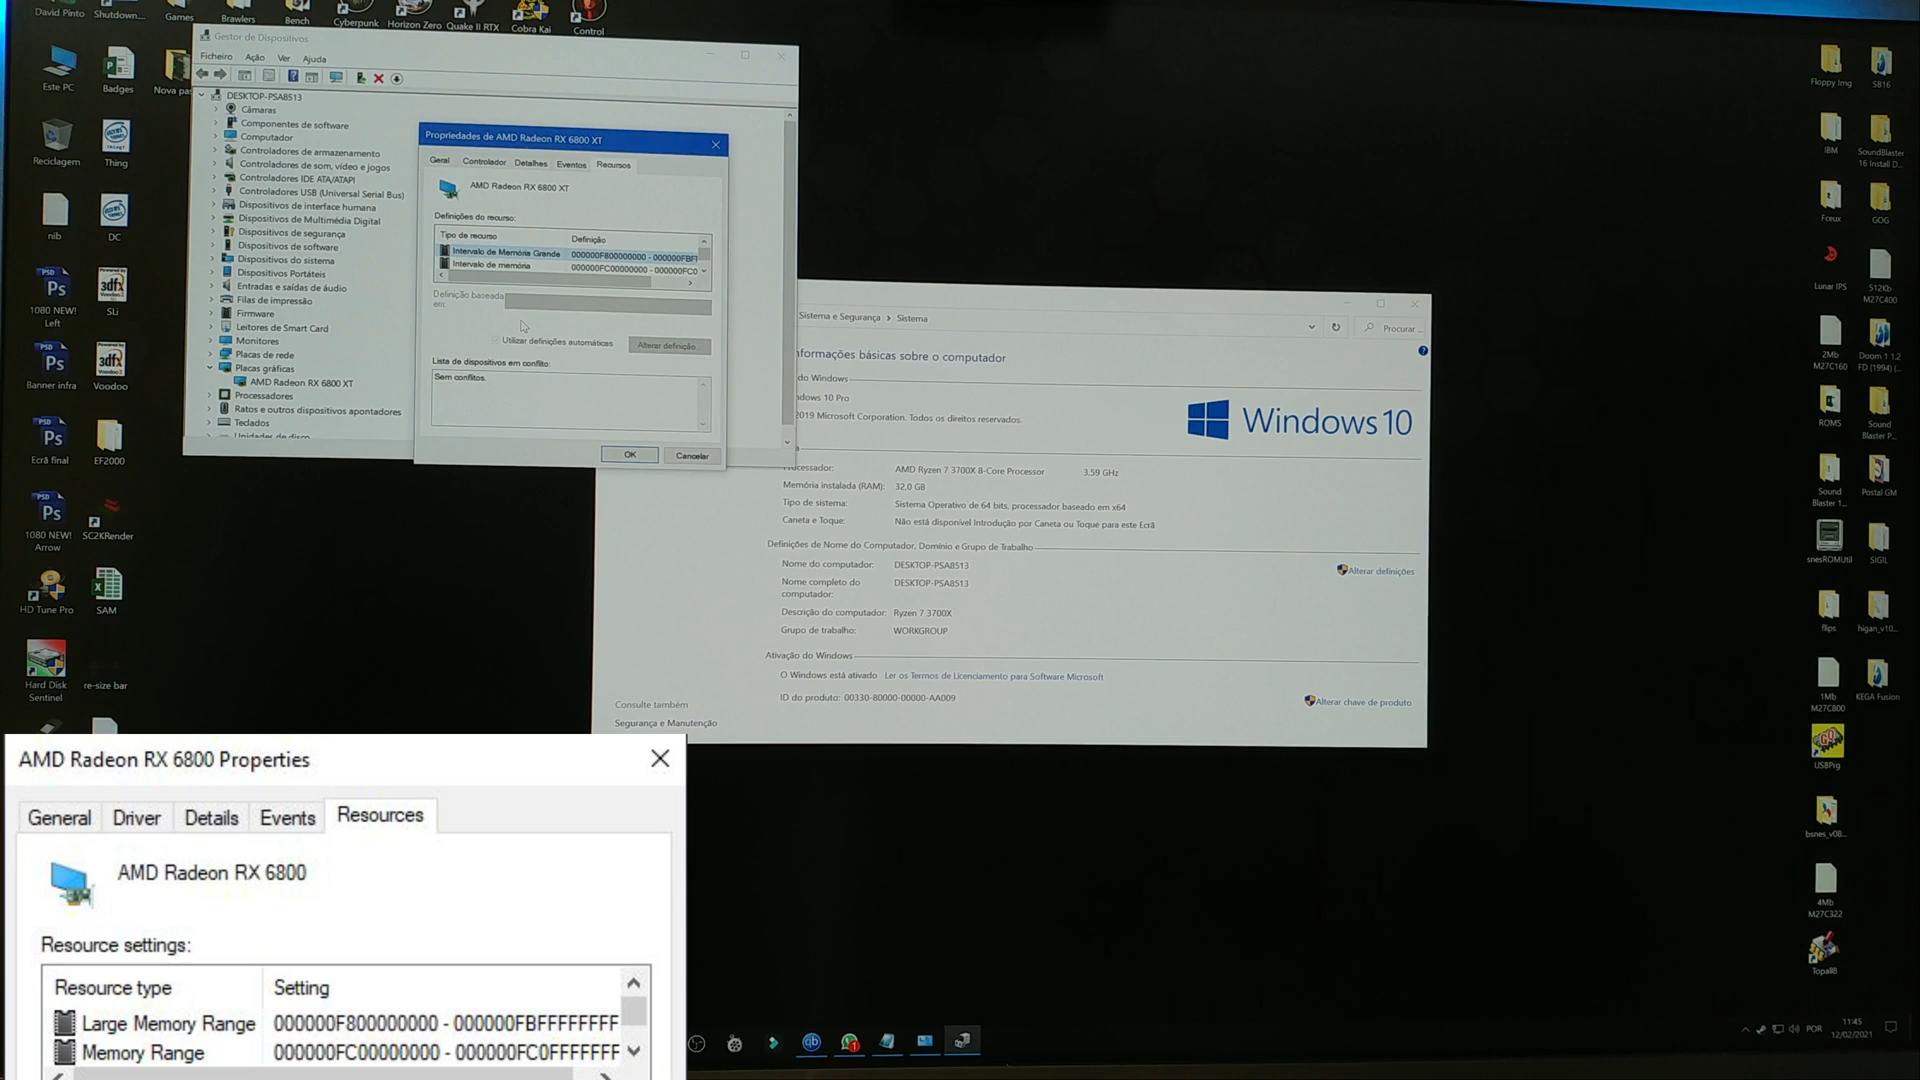 David Pinto
Shutdown....
Games
Brawlers
Bench
Cyberpunk
Horizon Zero
Quake II RTX
Cobra Kai
Control
Este PC
Badges
Nova pas
Reciclagem
Thing
nib
DC
1080 NEW!
Left
3dfx
SLi
Banner infra
3dfx
Voodoo
Ecrã final
EF2000
1080 NEW!
Arrow
SC2KRender
HD Tune Pro
SAM
Hard Disk
Sentinel
re-size bar
Gestor de Dispositivos
Ficheiro Ação Ver Ajuda
DESKTOP-PSA8513
Câmaras
Componentes de software
Computador
Controladores de armazenamento
Controladores de som, vídeo e jogos
Controladores IDE ATA/ATAPI
Controladores USB (Universal Serial Bus)
Dispositivos de interface humana
Dispositivos de Multimédia Digital
Dispositivos de segurança
Dispositivos de software
Dispositivos do sistema
Dispositivos Portáteis
Entradas e saídas de áudio
Filas de impressão
Firmware
Leitores de Smart Card
Monitores
Placas de rede
Placas gráficas
AMD Radeon RX 6800 XT
Processadores
Ratos e outros dispositivos apontadores
Teclados
Unidades de disco
Propriedades de AMD Radeon RX 6800 XT
Geral Controlador Detalhes Eventos Recursos
AMD Radeon RX 6800 XT
Definições do recurso:
Tipo de recurso Definição
Intervalo de Memória Grande 000000F800000000 - 000000FBFF
Intervalo de memória 000000FC00000000 - 000000FC0
Definição baseada
em:
Utilizar definições automáticas
Alterar definição...
Lista de dispositivos em conflito:
Sem conflitos.
OK
Cancelar
Sistema e Segurança > Sistema
Procurar ...
nformações básicas sobre o computador
do Windows
ndows 10 Pro
2019 Microsoft Corporation. Todos os direitos reservados.
Windows 10
rocessador: AMD Ryzen 7 3700X 8-Core Processor 3.59 GHz
Memória instalada (RAM): 32,0 GB
Tipo de sistema: Sistema Operativo de 64 bits, processador baseado em x64
Caneta e Toque: Não está disponível Introdução por Caneta ou Toque para este Ecrã
Definições de Nome do Computador, Domínio e Grupo de Trabalho
Nome do computador: DESKTOP-PSA8513
Alterar definições
Nome completo do
computador:
DESKTOP-PSA8513
Descrição do computador: Ryzen 7 3700X
Grupo de trabalho: WORKGROUP
Ativação do Windows
O Windows está ativado Ler os Termos de Licenciamento para Software Microsoft
ID do produto: 00330-80000-00000-AA009
Alterar chave de produto
Consulte também
Segurança e Manutenção
Floppy Img
SB16
IBM
SoundBlaster
16 Install D...
Fceux
GOG
Lunar IPS
512Kb
M27C400
2Mb
M27C160
Doom 1 1.2
FD (1994) (...
ROMS
Sound
Blaster P...
Sound
Blaster 1...
Postal GM
snesROMUtil
SIGIL
flips
higan_v10...
1Mb
M27C800
KEGA Fusion
USBPrg
bsnes_v08...
4Mb
M27C322
Topall8
POR
11:45
12/02/2021
AMD Radeon RX 6800 Properties
General Driver Details Events Resources
AMD Radeon RX 6800
Resource settings:
Resource type Setting
Large Memory Range 000000F800000000 - 000000FBFFFFFFFF
Memory Range 000000FC00000000 - 000000FC0FFFFFFF